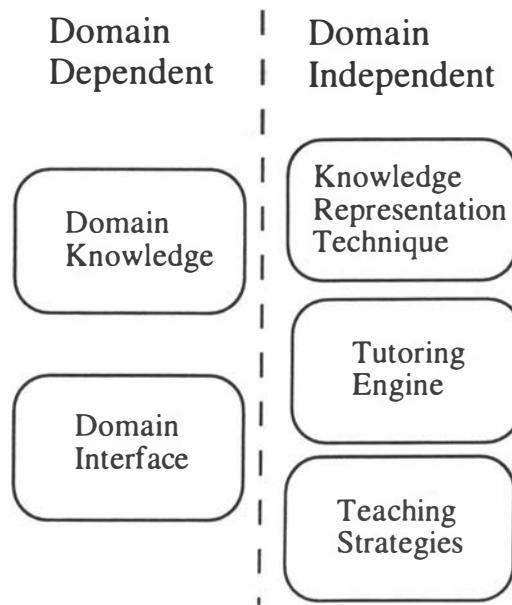 Domain
Dependent
Domain
Knowledge
Domain
Interface
Domain
Independent
Knowledge
Representation
Technique
Tutoring
Engine
Teaching
Strategies